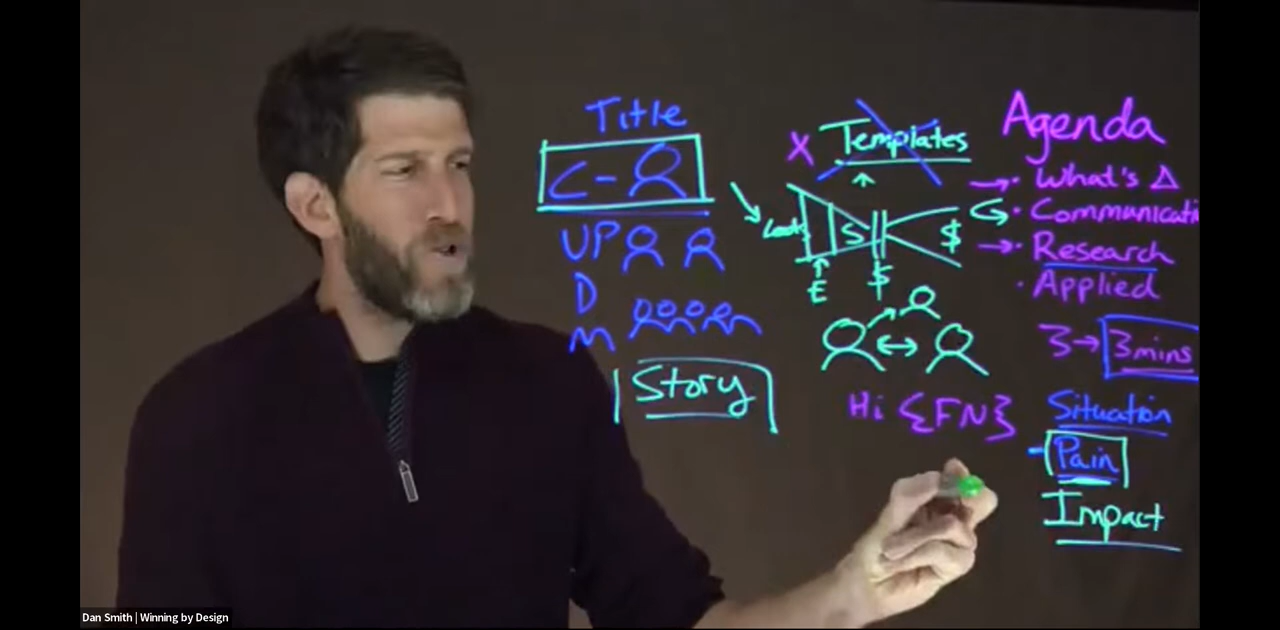 Title
C-
VP
D
M
Story
X Templates
Leads
S
$
$
E
Hi {FN}
Agenda
→ · What's Δ
· Communicati
→ · Research
· Applied
3 → 3mins
Situation
- Pain
Impact
Dan Smith | Winning by Design